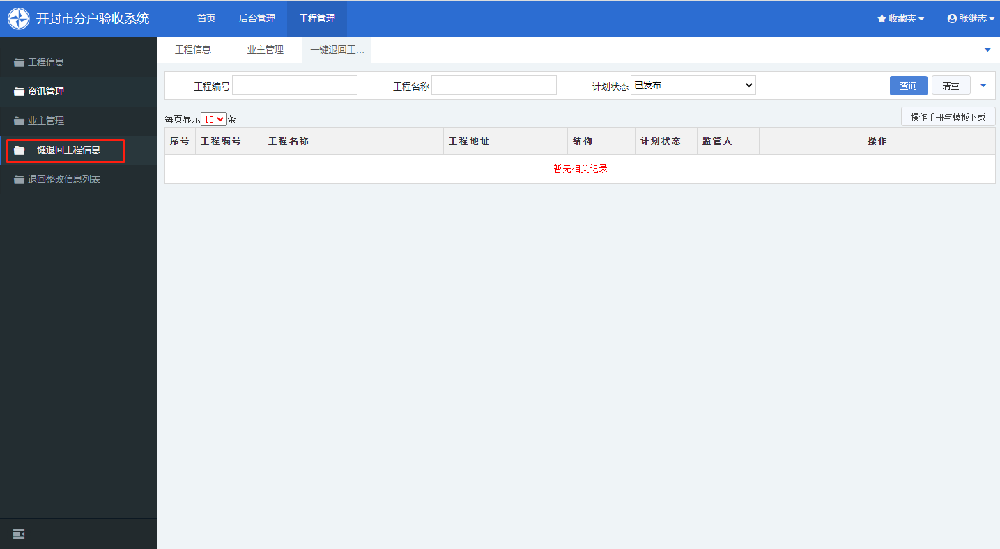 开封市分户验收系统 首页 后台管理 工程管理 收藏夹 张继志
工程信息
资讯管理
业主管理
一键退回工程信息
退回整改信息列表
工程信息 业主管理 一键退回工...
工程编号 工程名称 计划状态 已发布 查询 清空
每页显示 10 条 操作手册与模板下载
序号 工程编号 工程名称 工程地址 结构 计划状态 监管人 操作
暂无相关记录